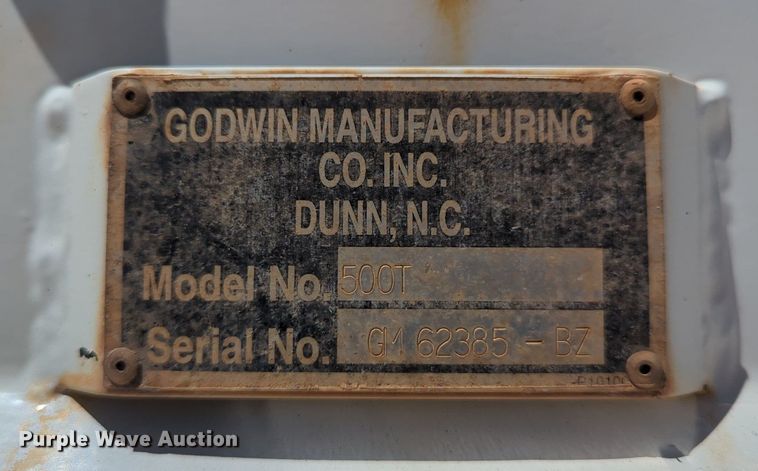 GODWIN MANUFACTURING
CO. INC.
DUNN, N.C.
Model No. 500T
Serial No. GM 62385 - BZ
Purple Wave Auction